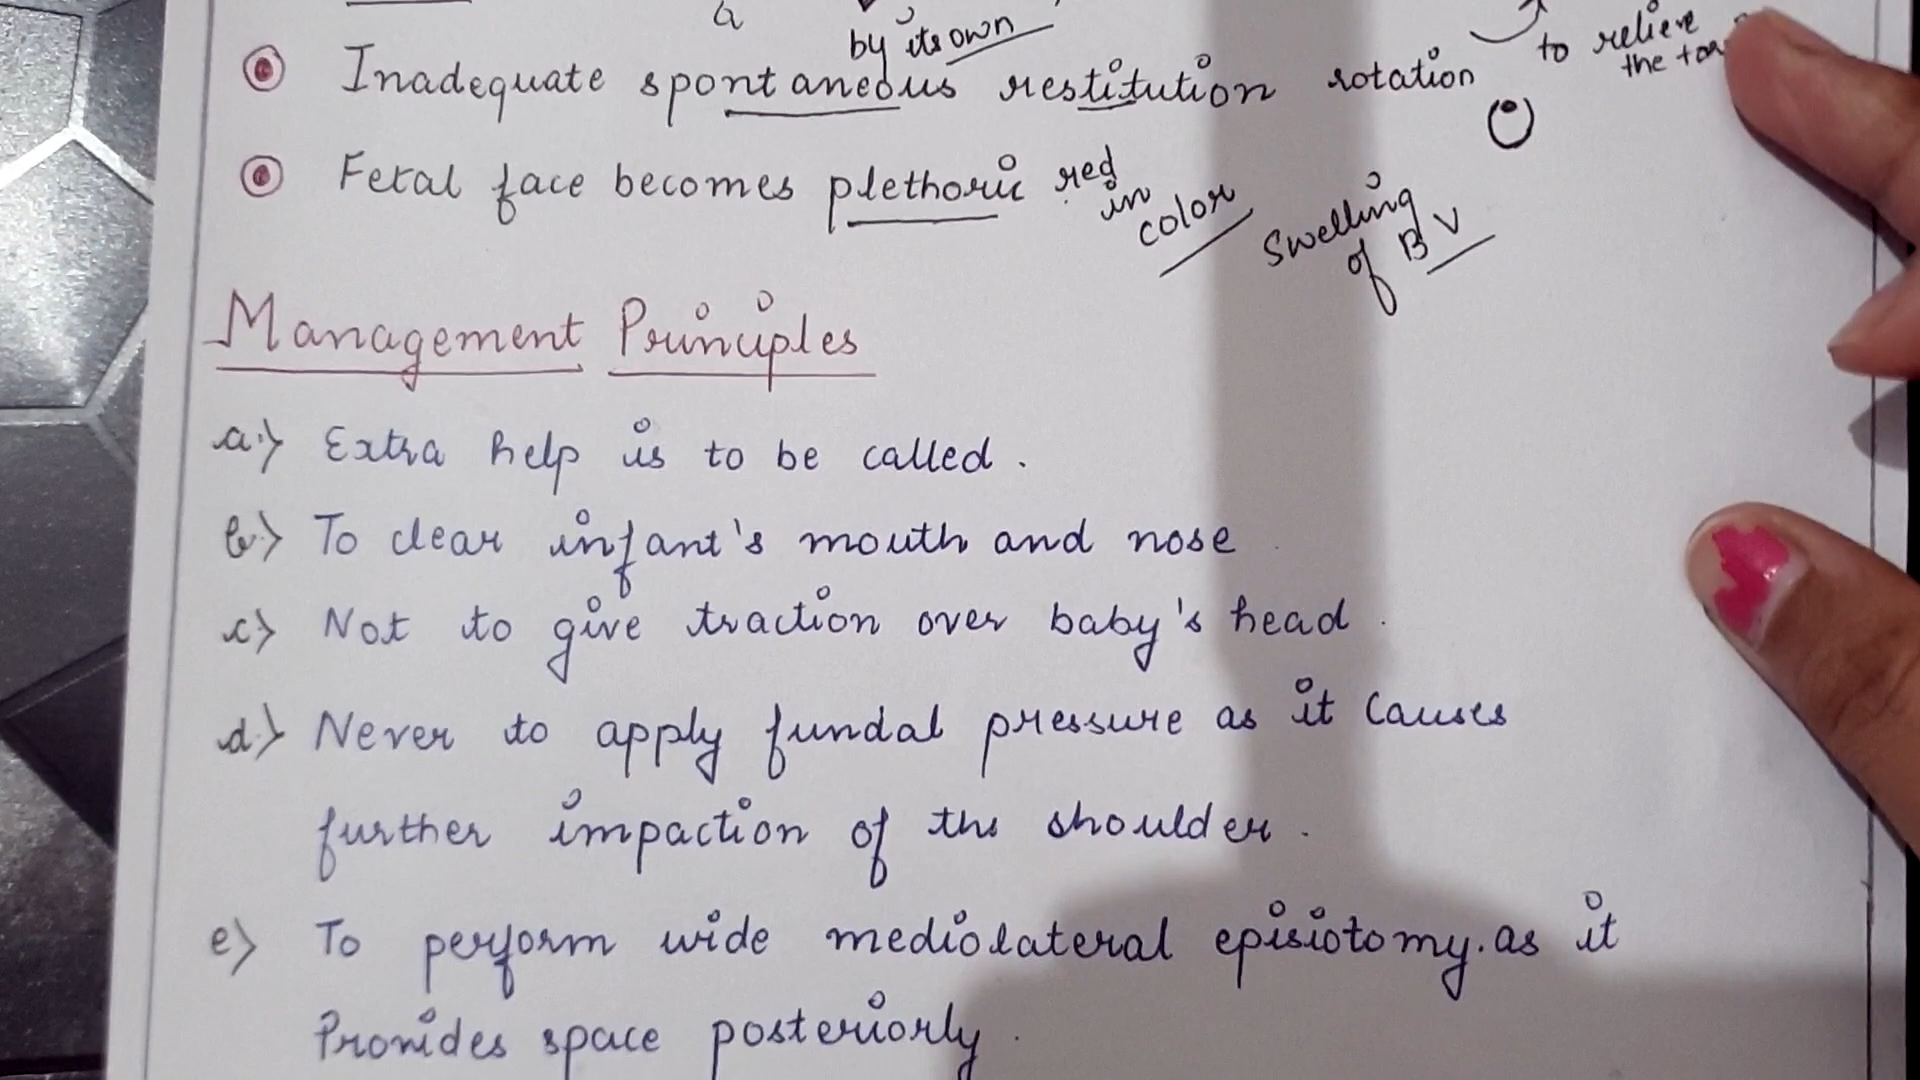 by its own
to relieve
the
Inadequate spontaneous restitution rotation
Fetal face becomes plethoric red
in
color
Swelling
of B V
Management Principles
a.) Extra help is to be called.
b.) To clear infant's mouth and nose
c.) Not to give traction over baby's head.
d.) Never to apply fundal pressure as it causes
further impaction of the shoulder.
e) To perform wide mediolateral episiotomy. as it
Provides space posteriorly.